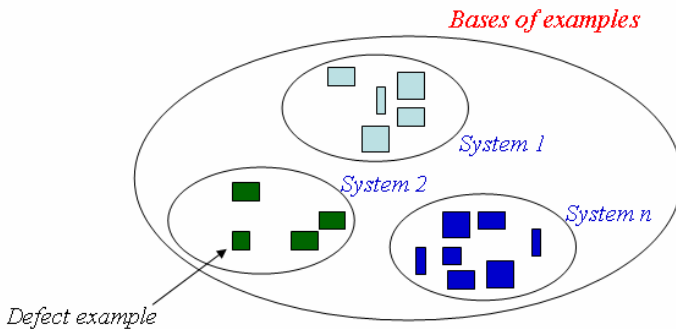 Bases of examples
System 1
System 2
System n
Defect example